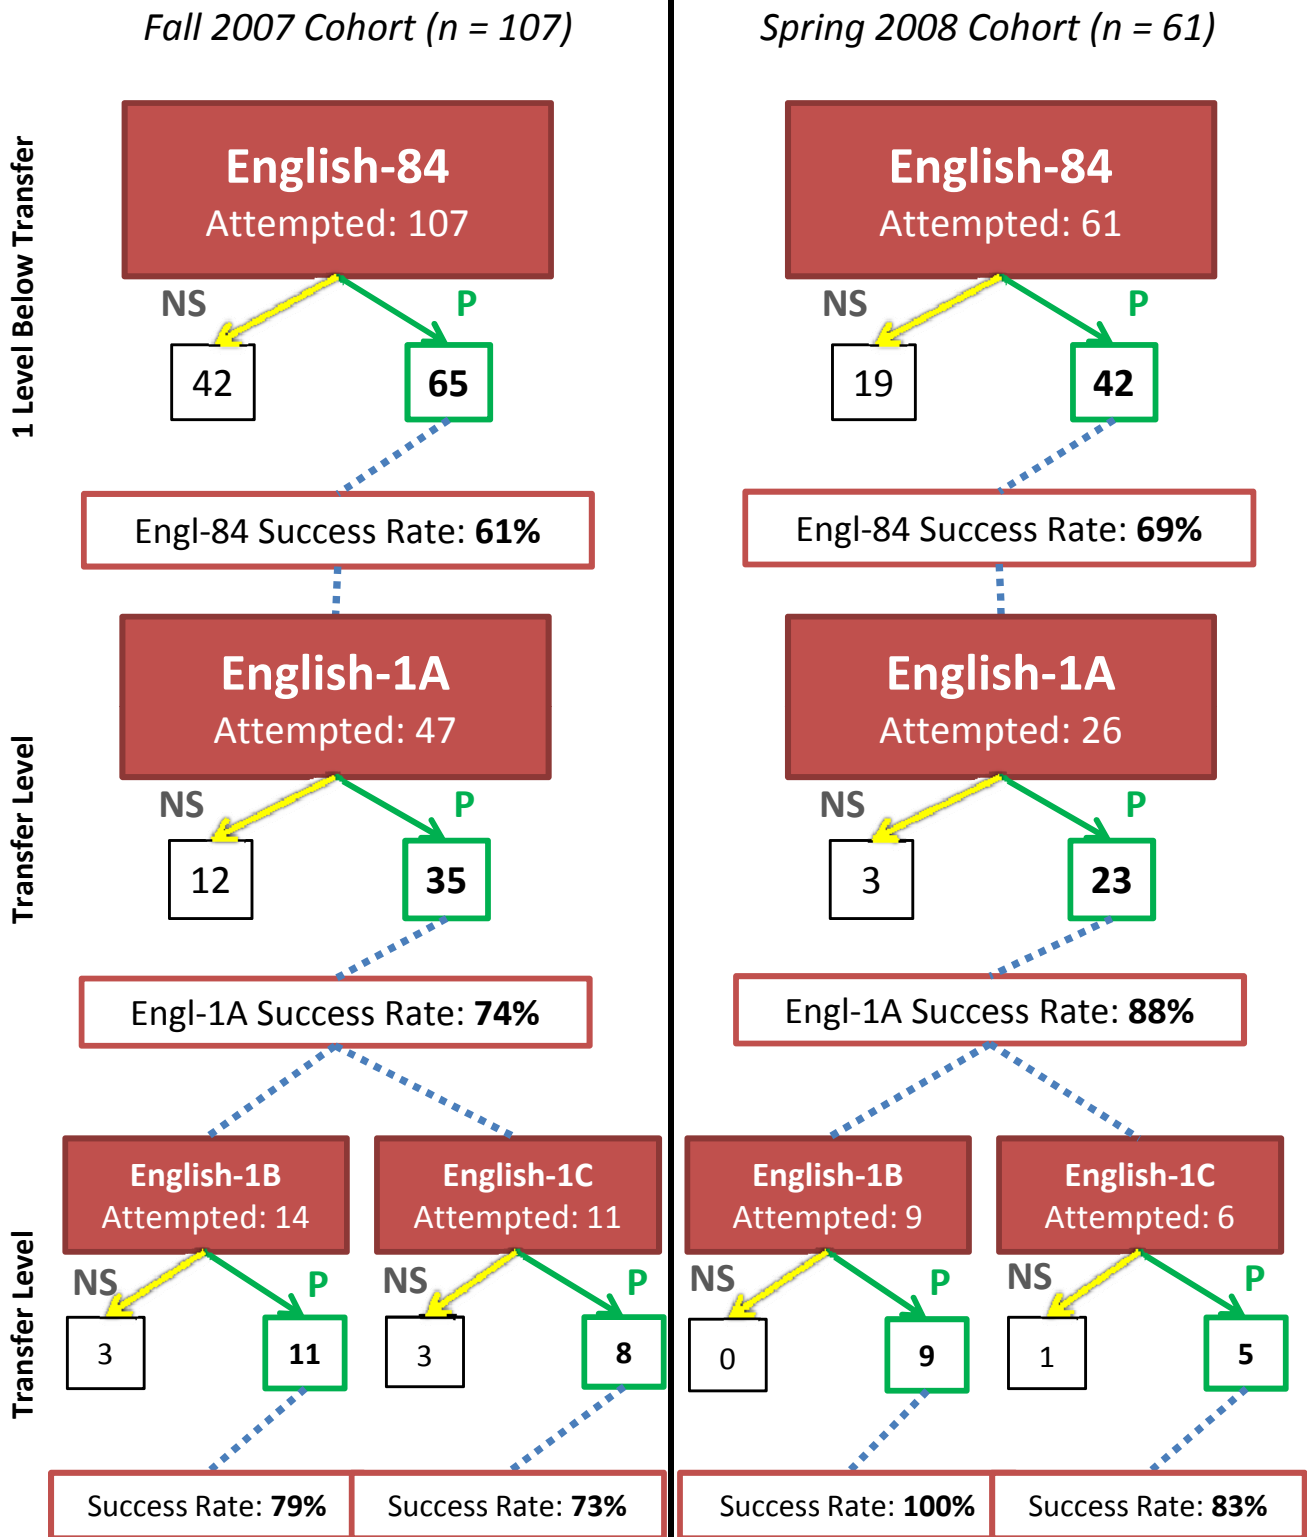 Fall 2007 Cohort (n = 107)
1 Level Below Transfer
English-84
Attempted: 107
NS
P
42
65
Engl-84 Success Rate: 61%
Transfer Level
English-1A
Attempted: 47
NS
P
12
35
Engl-1A Success Rate: 74%
Transfer Level
English-1B
Attempted: 14
NS
P
3
11
Success Rate: 79%
English-1C
Attempted: 11
NS
P
3
8
Success Rate: 73%
Spring 2008 Cohort (n = 61)
English-84
Attempted: 61
NS
P
19
42
Engl-84 Success Rate: 69%
English-1A
Attempted: 26
NS
P
3
23
Engl-1A Success Rate: 88%
English-1B
Attempted: 9
NS
P
0
9
Success Rate: 100%
English-1C
Attempted: 6
NS
P
1
5
Success Rate: 83%